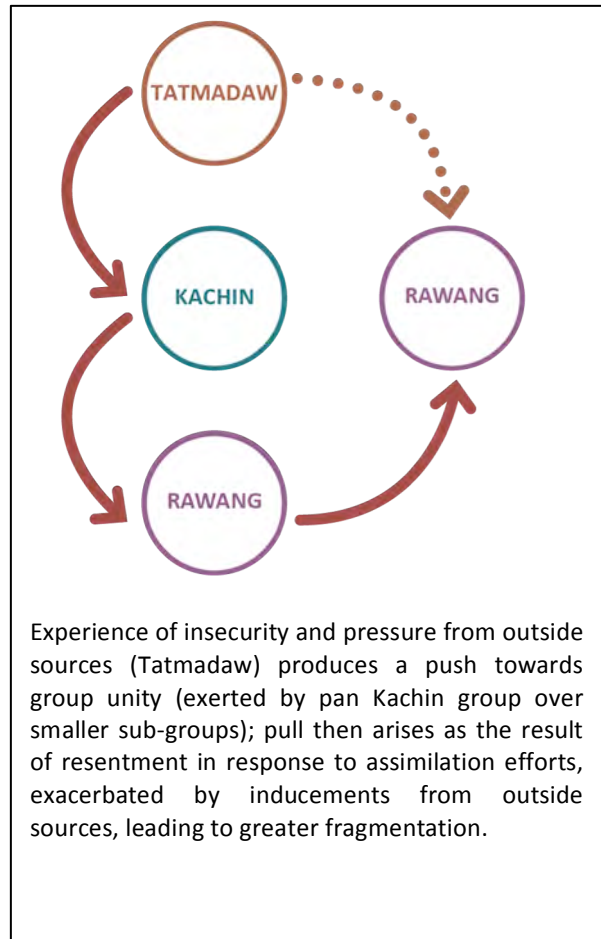 TATMADAW
KACHIN
RAWANG
RAWANG
Experience of insecurity and pressure from outside
sources (Tatmadaw) produces a push towards
group unity (exerted by pan Kachin group over
smaller sub-groups); pull then arises as the result
of resentment in response to assimilation efforts,
exacerbated by inducements from outside
sources, leading to greater fragmentation.